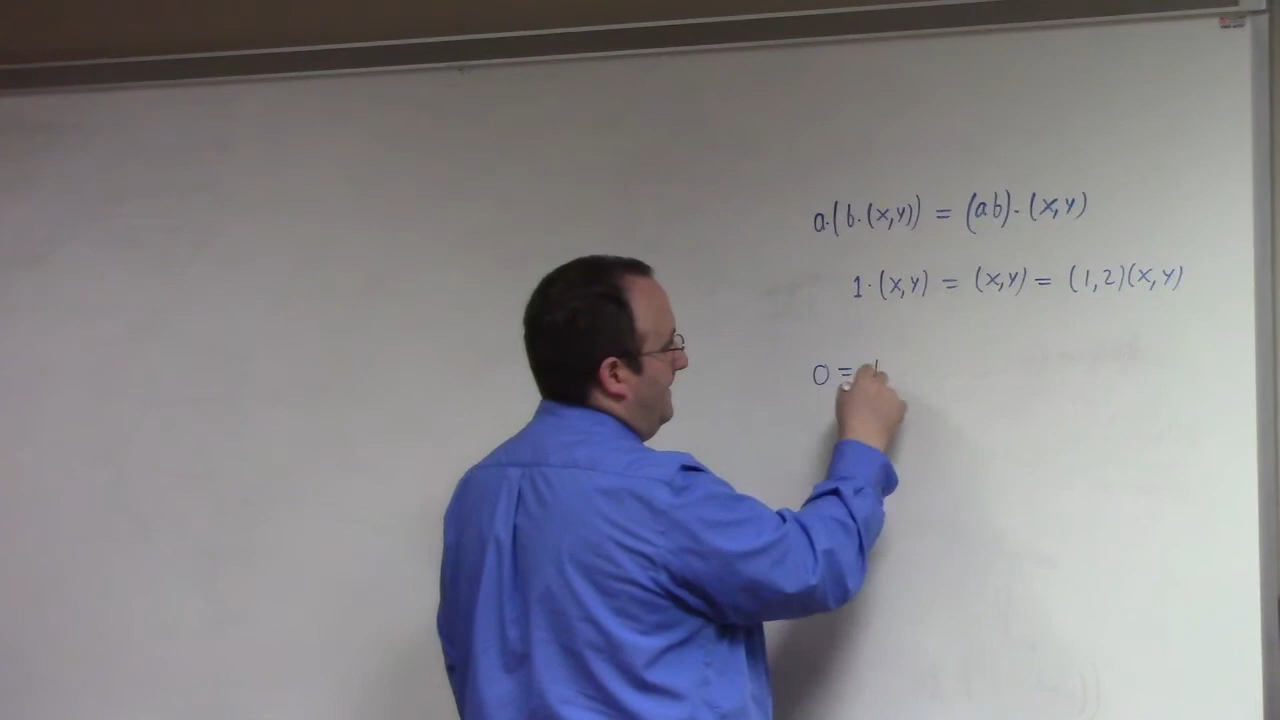 a·(b·(x,y)) = (ab)·(x,y)
1·(x,y) = (x,y) = (1,2)(x,y)
0 =